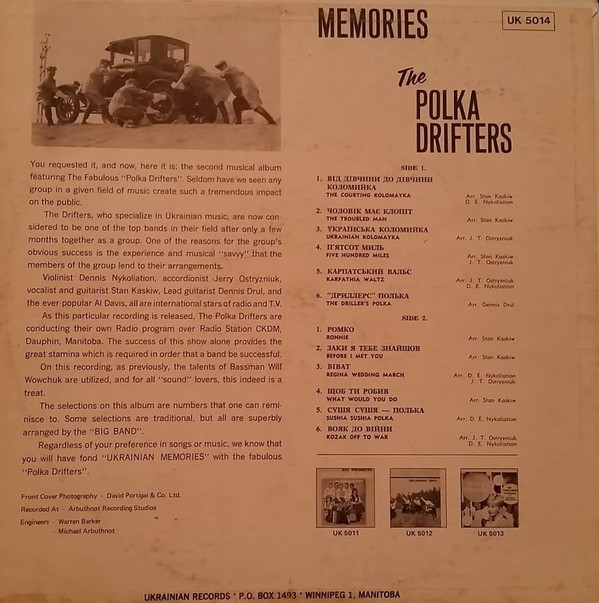 MEMORIES
UK 5014
The
POLKA
DRIFTERS
You requested it, and now, here it is; the second musical album
featuring The Fabulous "Polka Drifters". Seldom have we seen any
group in a given field of music create such a tremendous impact
on the public.
The Drifters, who specialize in Ukrainian music, are now con-
sidered to be one of the top bands in their field after only a few
months together as a group. One of the reasons for the group's
obvious success is the experience and musical "savvy" that the
members of the group lend to their arrangements.
Violinist Dennis Nykoliation, accordionist Jerry Ostryzniuk,
vocalist and guitarist Stan Kaskiw, Lead guitarist Dennis Drul, and
the ever-popular Al Davis, all are international stars of radio and T.V.
As this particular recording is released, The Polka Drifters are
conducting their own Radio program over Radio Station CKDM,
Dauphin, Manitoba. The success of this show alone provides the
great stamina which is required in order that a band be successful.
On this recording, as previously, the talents of Bassman Wilf
Wowchuk are utilized, and for all "sound" lovers, this indeed is a
treat.
The selections on this album are numbers that one can remi-
nisce to. Some selections are traditional, but all are superbly
arranged by the "BIG BAND".
Regardless of your preference in songs or music, we know that
you will have fond "UKRAINIAN MEMORIES" with the fabulous
"Polka Drifters".
Front Cover Photography - David Portigal & Co. Ltd.
Recorded At - Arbuthnot Recording Studios
Engineers - Warren Barker
- Michael Arbuthnot
SIDE 1.
1. ВІД ДІВЧИНИ ДО ДІВЧИНИ
КОЛОМИЙКА
THE COURTING KOLOMAYKA Arr. Stan Kaskiw
D. E. Nykoliation
2. ЧОЛОВІК МАЄ КЛОПІТ
THE TROUBLED MAN Arr. Stan Kaskiw
3. УКРАЇНСЬКА КОЛОМИЙКА
UKRAINIAN KOLOMAYKA Arr. J. T. Ostryzniuk
4. П'ЯТСОТ МИЛЬ
FIVE HUNDRED MILES Arr. Stan Kaskiw
J. T. Ostryzniuk
5. КАРПАТСЬКИЙ ВАЛЬС
KARPATHIA WALTZ Arr. J. T. Ostryzniuk
D. E. Nykoliation
6. "ДРИЛЛЕРС" ПОЛЬКА
THE DRILLER'S POLKA Arr. Dennis Drul
SIDE 2.
1. РОМКО
RONNIE Arr. Stan Kaskiw
2. ЗАКИ Я ТЕБЕ ЗНАЙШОВ
BEFORE I MET YOU Arr. Stan Kaskiw
3. ВІВАТ
REGINA WEDDING MARCH Arr. D. E. Nykoliation
J. T. Ostryzniuk
4. ЩОБ ТИ РОБИВ
WHAT WOULD YOU DO Arr. Stan Kaskiw
5. СУШЯ СУШЯ — ПОЛЬКА
SUSHIA SUSHIA POLKA Arr. D. E. Nykoliation
6. ВОЯК ДО ВІЙНИ
KOZAK OFF TO WAR Arr. J. T. Ostryzniuk
D. E. Nykoliation
UK 5011
UK 5012
UK 5013
UKRAINIAN RECORDS • P.O. BOX 1493 • WINNIPEG 1, MANITOBA